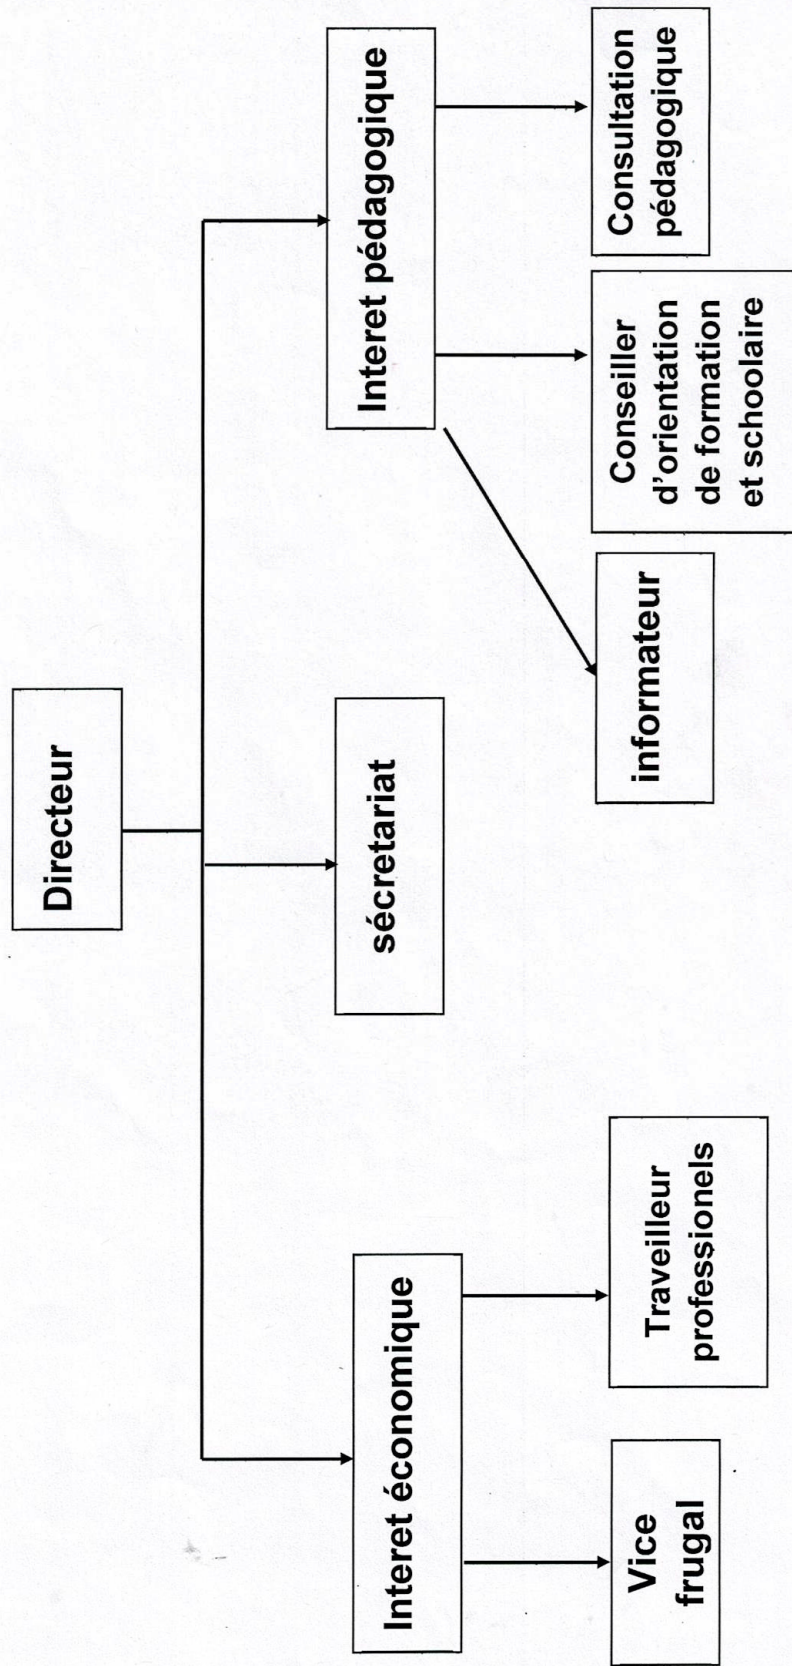 Directeur
Interet économique
sécretariat
Interet pédagogique
Vice
frugal
Traveilleur
professionels
informateur
Conseiller
d'orientation
de formation
et schoolaire
Consultation
pédagogique